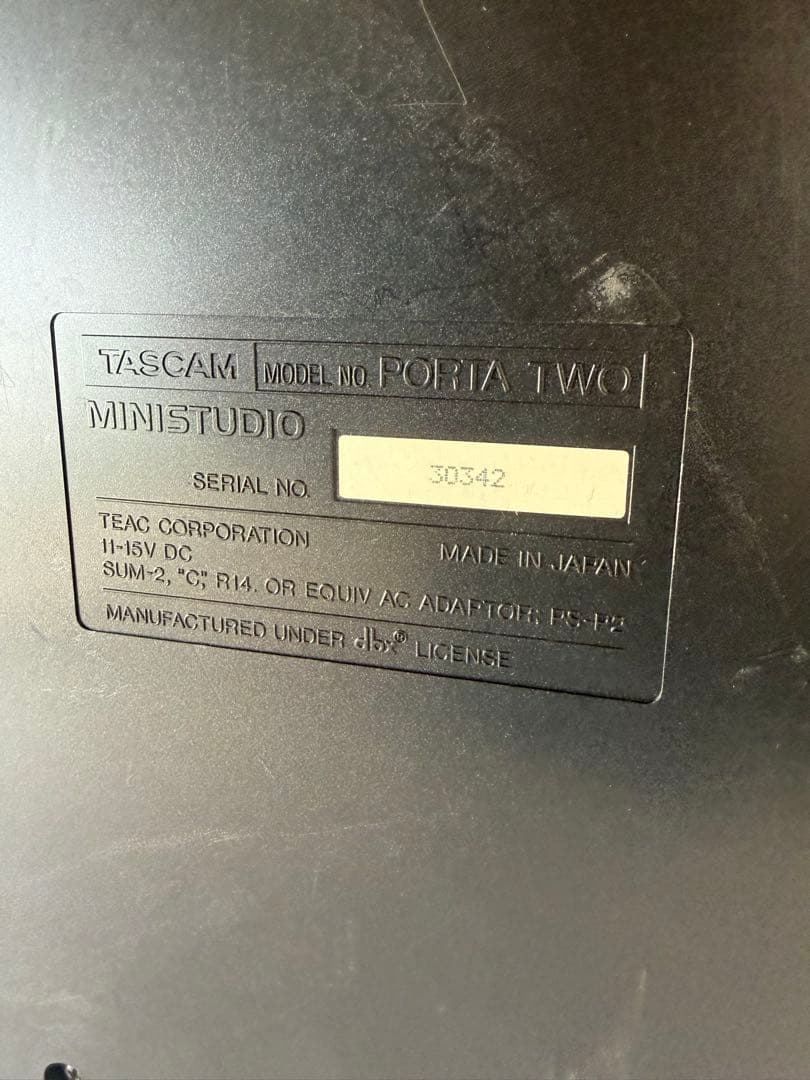 TASCAM MODEL NO. PORTA TWO
MINISTUDIO
SERIAL NO. 30342
TEAC CORPORATION MADE IN JAPAN
11-15V DC
SUM-2, "C", R14. OR EQUIV AC ADAPTOR: PS-P2
MANUFACTURED UNDER dbx® LICENSE